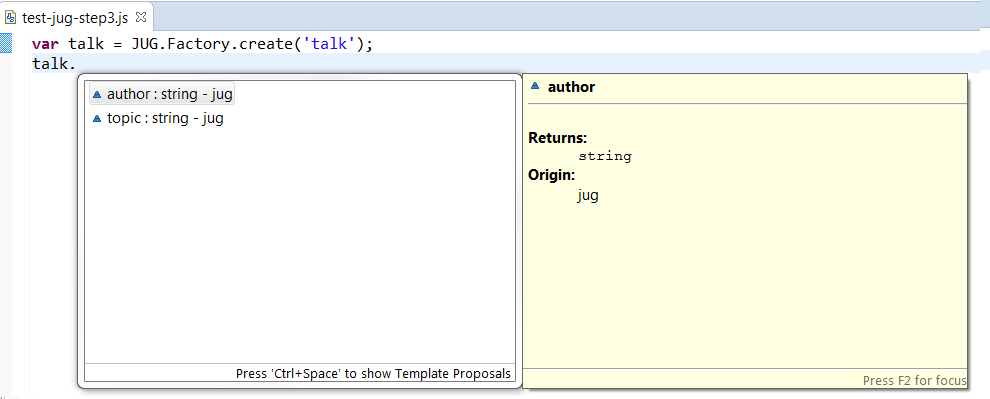 test-jug-step3.js
var talk = JUG.Factory.create('talk');
talk.
author : string - jug
topic : string - jug
Press 'Ctrl+Space' to show Template Proposals
author
Returns:
string
Origin:
jug
Press F2 for focus